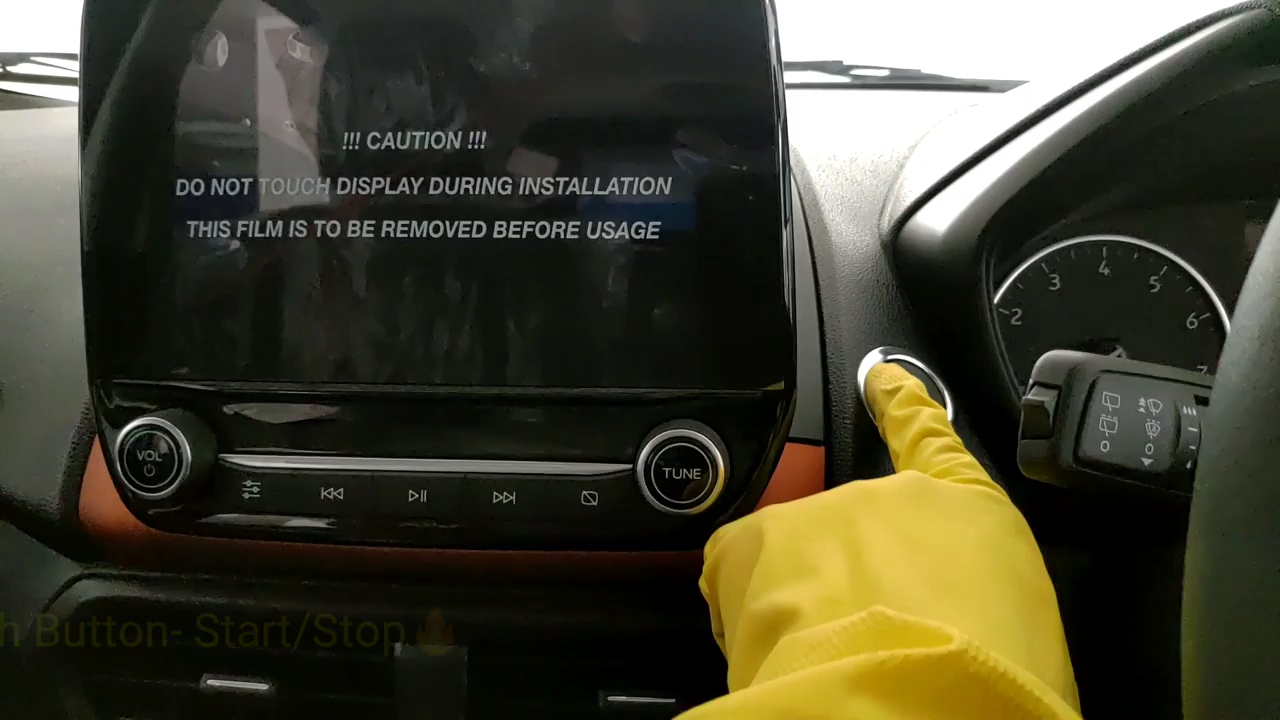 !!! CAUTION !!!
DO NOT TOUCH DISPLAY DURING INSTALLATION
THIS FILM IS TO BE REMOVED BEFORE USAGE
2 3 4 5 6
VOL
TUNE
h Button- Start/Stop🔥